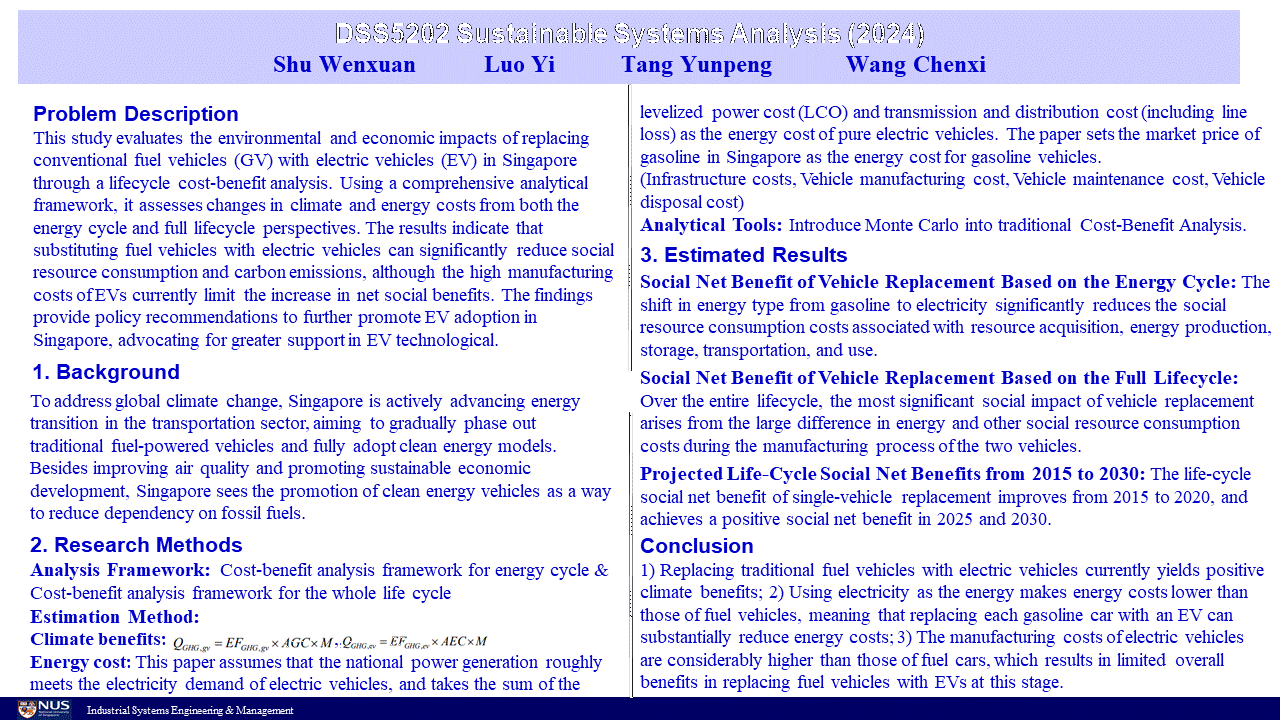 DSS5202 Sustainable Systems Analysis (2024)
Shu Wenxuan Luo Yi Tang Yunpeng Wang Chenxi
Problem Description
This study evaluates the environmental and economic impacts of replacing
conventional fuel vehicles (GV) with electric vehicles (EV) in Singapore
through a lifecycle cost-benefit analysis. Using a comprehensive analytical
framework, it assesses changes in climate and energy costs from both the
energy cycle and full lifecycle perspectives. The results indicate that
substituting fuel vehicles with electric vehicles can significantly reduce social
resource consumption and carbon emissions, although the high manufacturing
costs of EVs currently limit the increase in net social benefits. The findings
provide policy recommendations to further promote EV adoption in
Singapore, advocating for greater support in EV technological.
1. Background
To address global climate change, Singapore is actively advancing energy
transition in the transportation sector, aiming to gradually phase out
traditional fuel-powered vehicles and fully adopt clean energy models.
Besides improving air quality and promoting sustainable economic
development, Singapore sees the promotion of clean energy vehicles as a way
to reduce dependency on fossil fuels.
2. Research Methods
Analysis Framework: Cost-benefit analysis framework for energy cycle &
Cost-benefit analysis framework for the whole life cycle
Estimation Method:
Climate benefits: Q_GHG,gv = EF_GHG,gv × AGC × M, Q_GHG,ev = EF_GHG,ev × AEC × M
Energy cost: This paper assumes that the national power generation roughly
meets the electricity demand of electric vehicles, and takes the sum of the
levelized power cost (LCO) and transmission and distribution cost (including line
loss) as the energy cost of pure electric vehicles. The paper sets the market price of
gasoline in Singapore as the energy cost for gasoline vehicles.
(Infrastructure costs, Vehicle manufacturing cost, Vehicle maintenance cost, Vehicle
disposal cost)
Analytical Tools: Introduce Monte Carlo into traditional Cost-Benefit Analysis.
3. Estimated Results
Social Net Benefit of Vehicle Replacement Based on the Energy Cycle: The
shift in energy type from gasoline to electricity significantly reduces the social
resource consumption costs associated with resource acquisition, energy production,
storage, transportation, and use.
Social Net Benefit of Vehicle Replacement Based on the Full Lifecycle:
Over the entire lifecycle, the most significant social impact of vehicle replacement
arises from the large difference in energy and other social resource consumption
costs during the manufacturing process of the two vehicles.
Projected Life-Cycle Social Net Benefits from 2015 to 2030: The life-cycle
social net benefit of single-vehicle replacement improves from 2015 to 2020, and
achieves a positive social net benefit in 2025 and 2030.
Conclusion
1) Replacing traditional fuel vehicles with electric vehicles currently yields positive
climate benefits; 2) Using electricity as the energy makes energy costs lower than
those of fuel vehicles, meaning that replacing each gasoline car with an EV can
substantially reduce energy costs; 3) The manufacturing costs of electric vehicles
are considerably higher than those of fuel cars, which results in limited overall
benefits in replacing fuel vehicles with EVs at this stage.
NUS
National University
of Singapore
Industrial Systems Engineering & Management